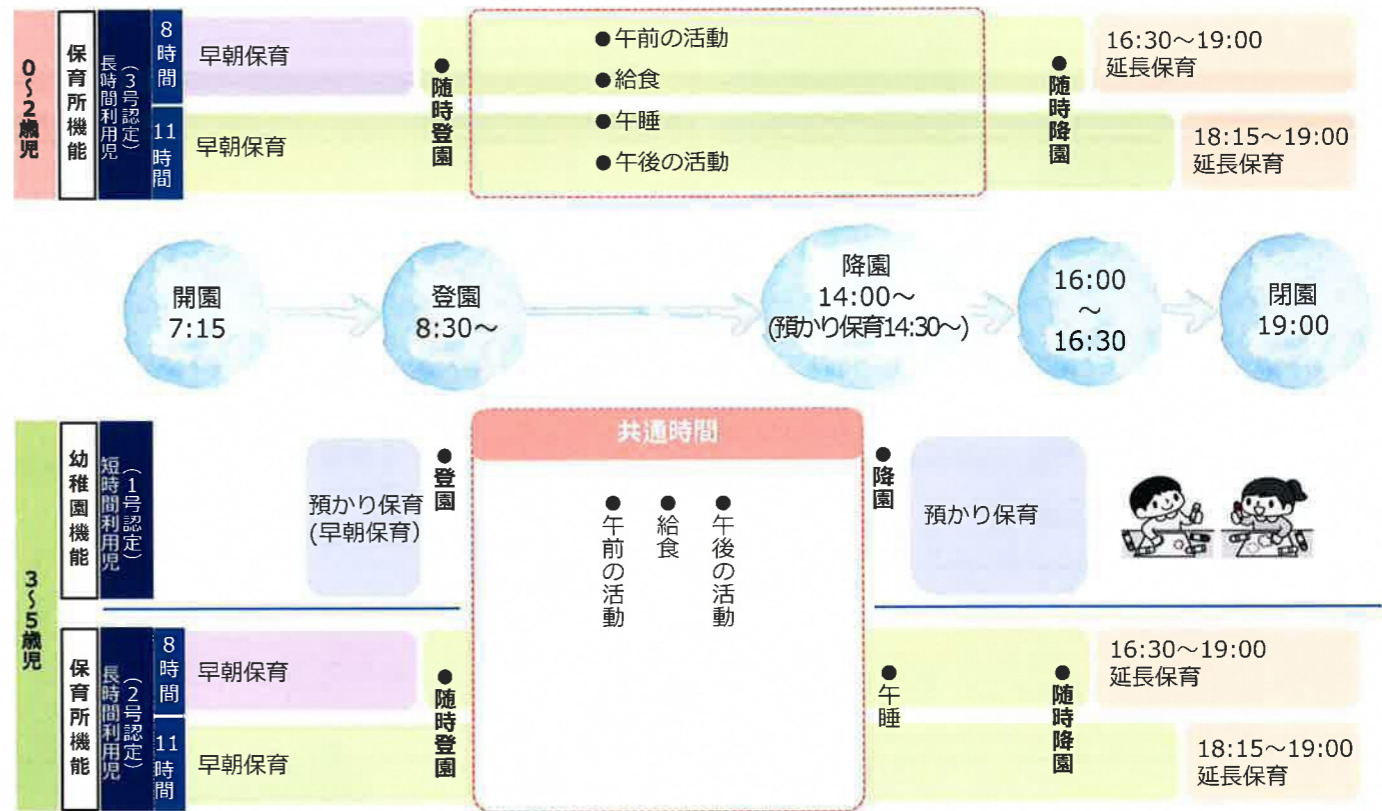 0～2歳児
保育所機能
(3号認定)
長時間利用児
8時間
早朝保育
11時間
早朝保育
●随時登園
●午前の活動
●給食
●午睡
●午後の活動
●随時降園
16:30～19:00
延長保育
18:15～19:00
延長保育
開園
7:15
登園
8:30～
降園
14:00～
(預かり保育14:30～)
16:00
～
16:30
閉園
19:00
3～5歳児
幼稚園機能
(1号認定)
短時間利用児
預かり保育
(早朝保育)
●登園
共通時間
●午前の活動
●給食
●午後の活動
●降園
預かり保育
保育所機能
(2号認定)
長時間利用児
8時間
早朝保育
11時間
早朝保育
●随時登園
●午睡
●随時降園
16:30～19:00
延長保育
18:15～19:00
延長保育